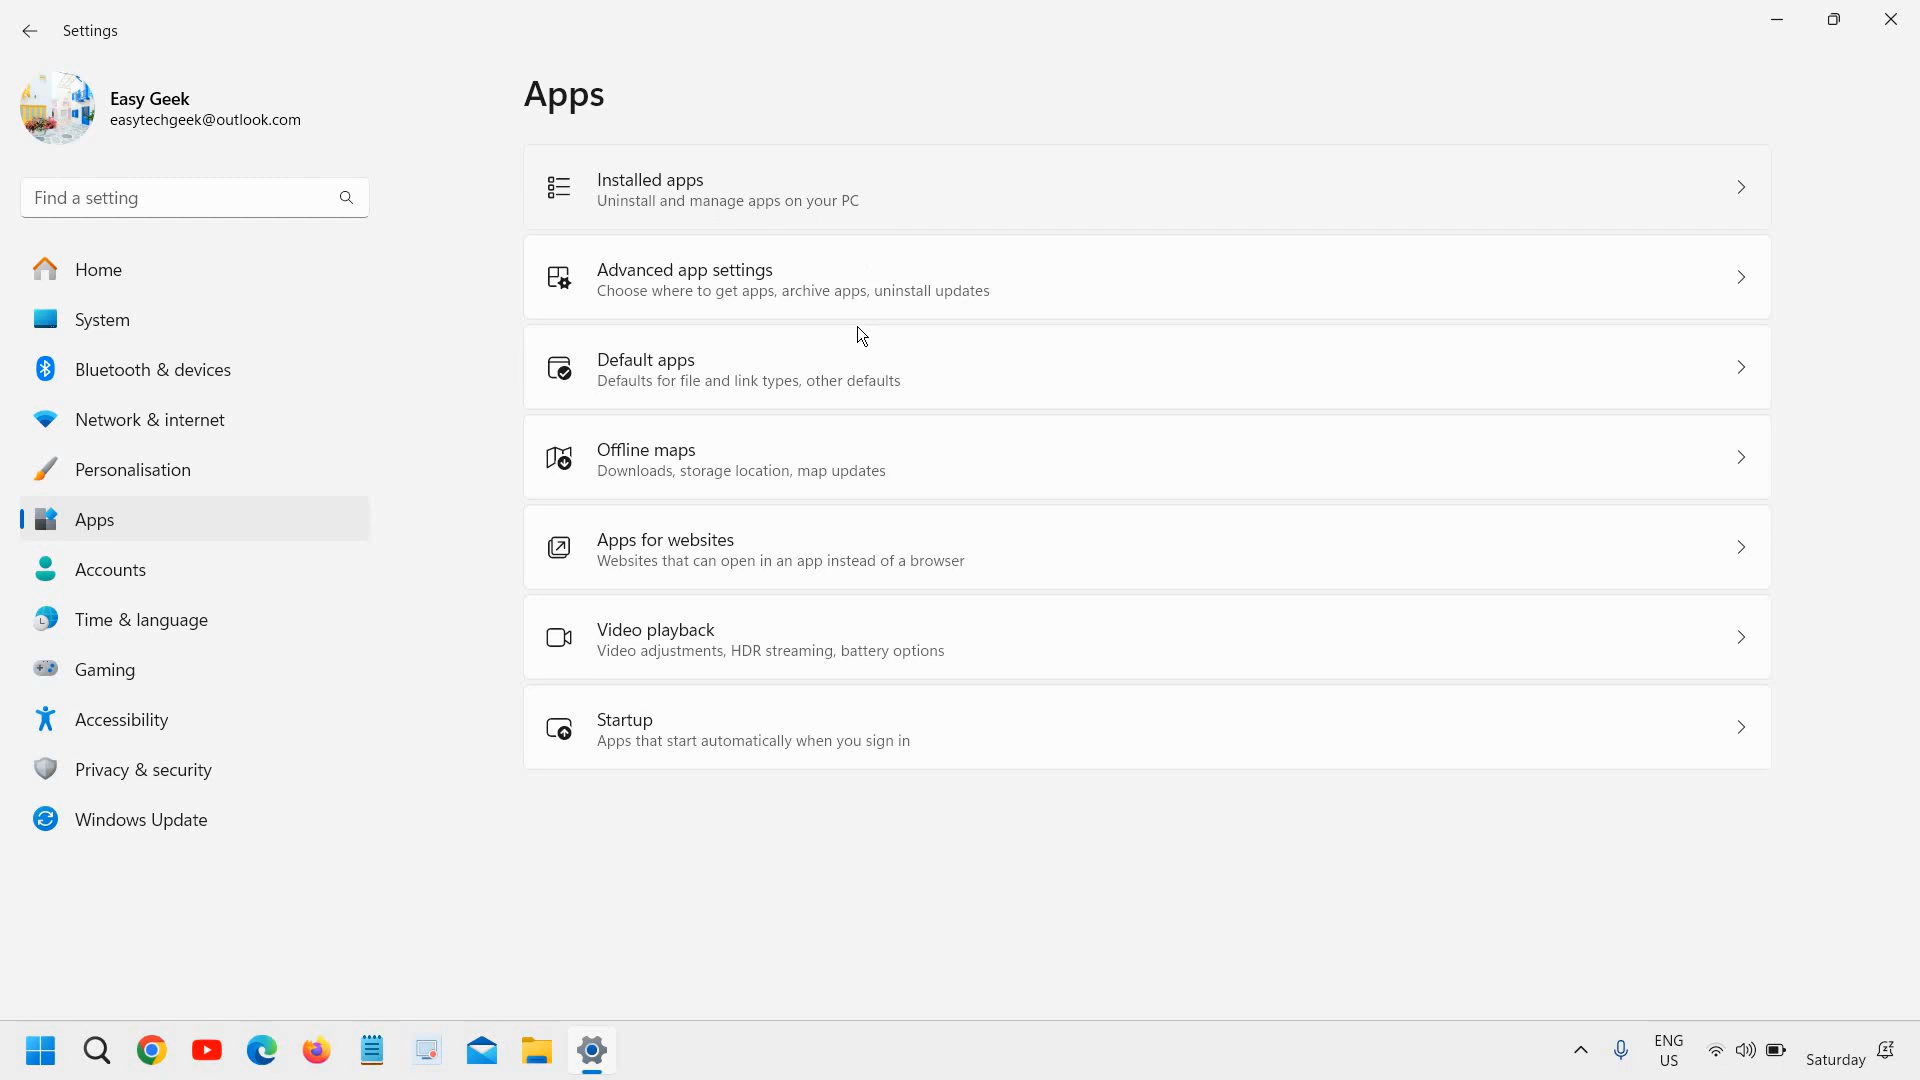 Settings
Easy Geek
easytechgeek@outlook.com
Find a setting
Home
System
Bluetooth & devices
Network & internet
Personalisation
Apps
Accounts
Time & language
Gaming
Accessibility
Privacy & security
Windows Update
Apps
Installed apps
Uninstall and manage apps on your PC
Advanced app settings
Choose where to get apps, archive apps, uninstall updates
Default apps
Defaults for file and link types, other defaults
Offline maps
Downloads, storage location, map updates
Apps for websites
Websites that can open in an app instead of a browser
Video playback
Video adjustments, HDR streaming, battery options
Startup
Apps that start automatically when you sign in
ENG
US
Saturday